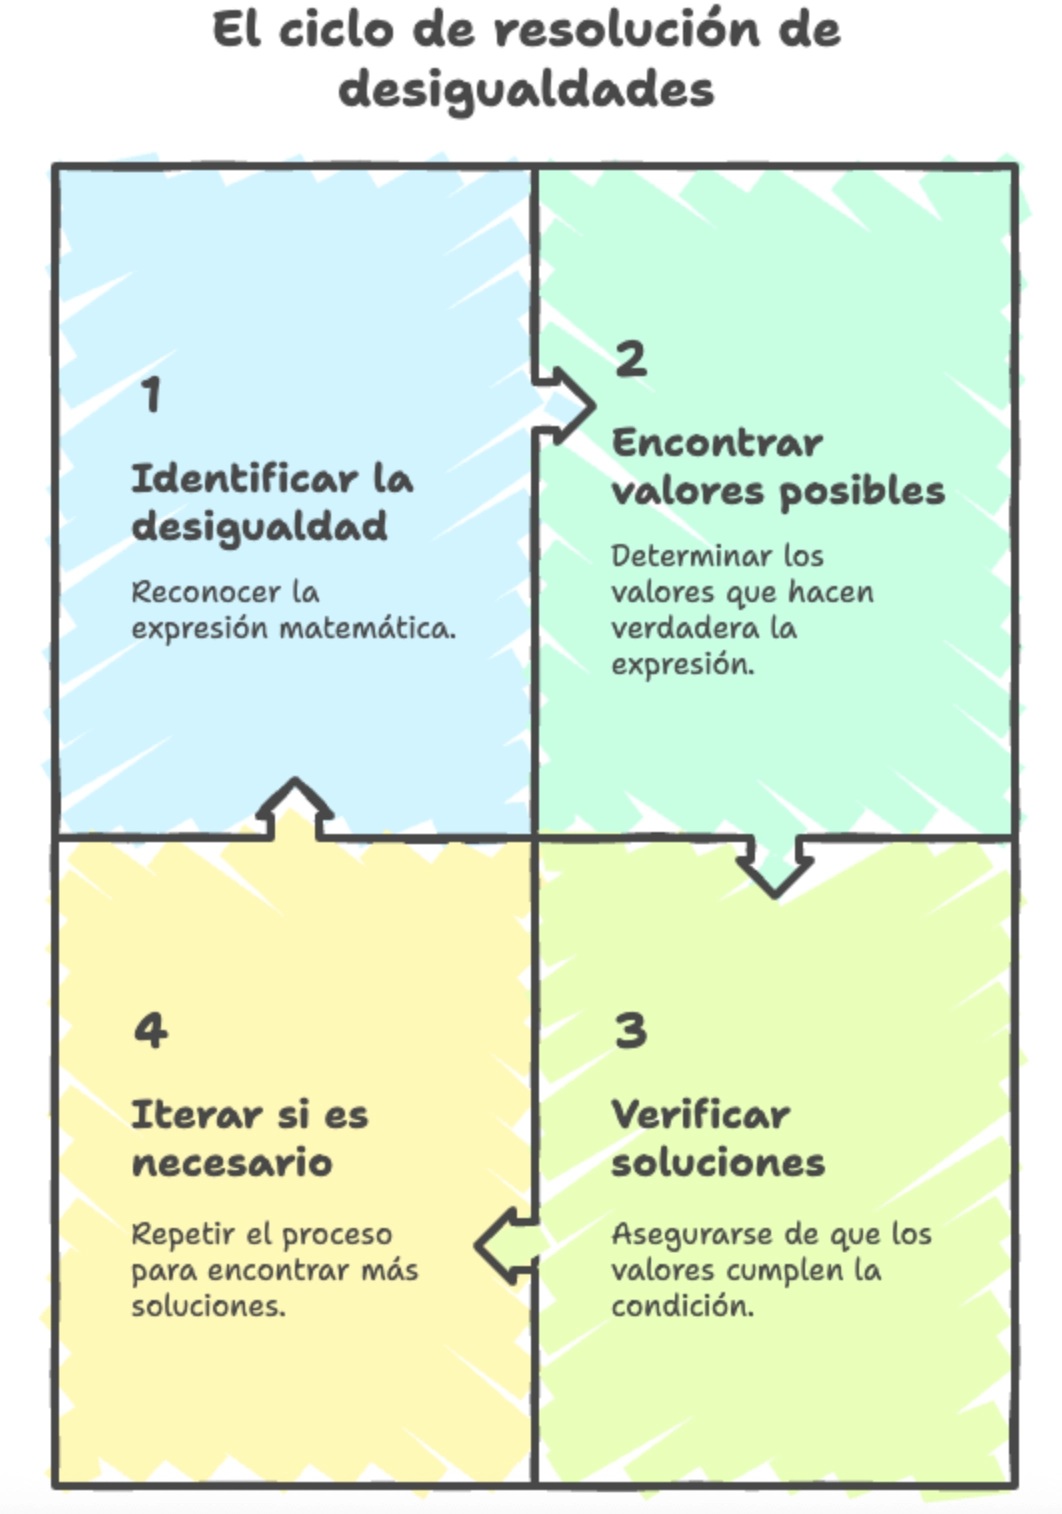 El ciclo de resolución de
desigualdades
1
Identificar la
desigualdad
Reconocer la
expresión matemática.
2
Encontrar
valores posibles
Determinar los
valores que hacen
verdadera la
expresión.
3
Verificar
soluciones
Asegurarse de que los
valores cumplen la
condición.
4
Iterar si es
necesario
Repetir el proceso
para encontrar más
soluciones.